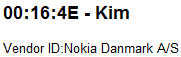 00:16:4E - Kim
Vendor ID:Nokia Danmark A/S